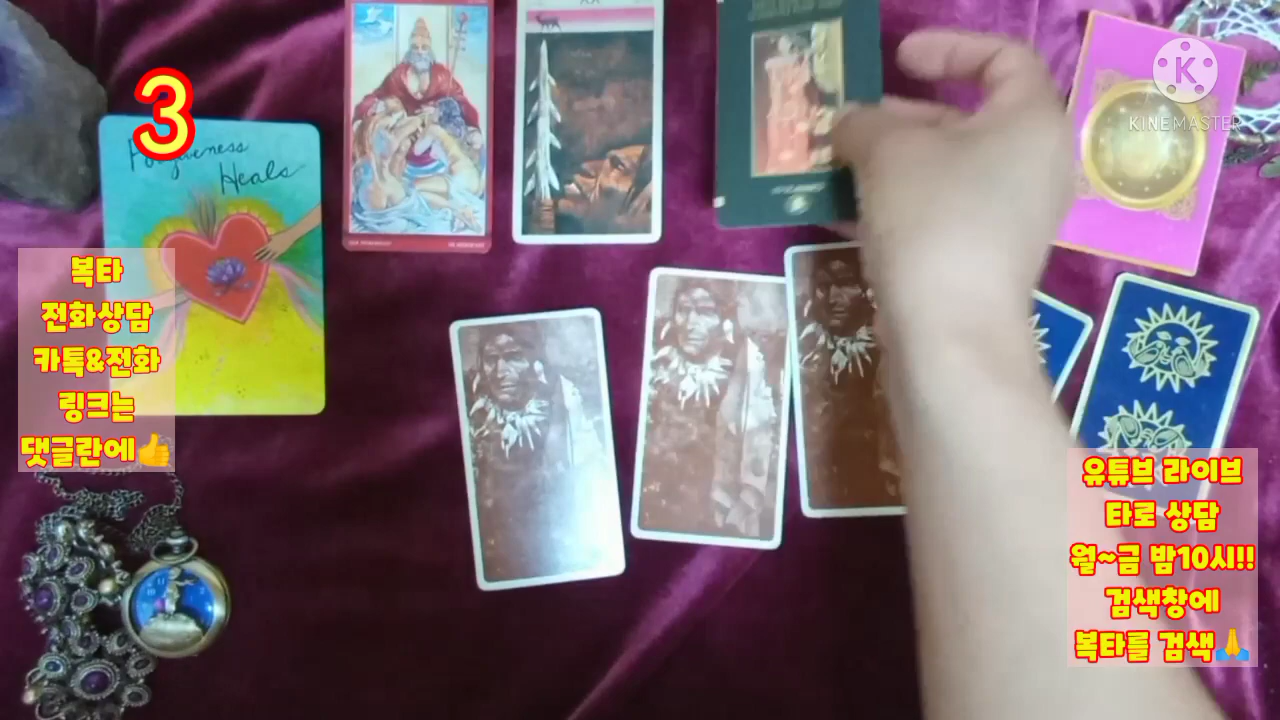 3
Forgiveness
Heals
XX
K
KINEMASTER
복타
전화상담
카톡&전화
링크는
댓글란에👍
유튜브 라이브
타로 상담
월~금 밤10시!!
검색창에
복타를 검색🙏